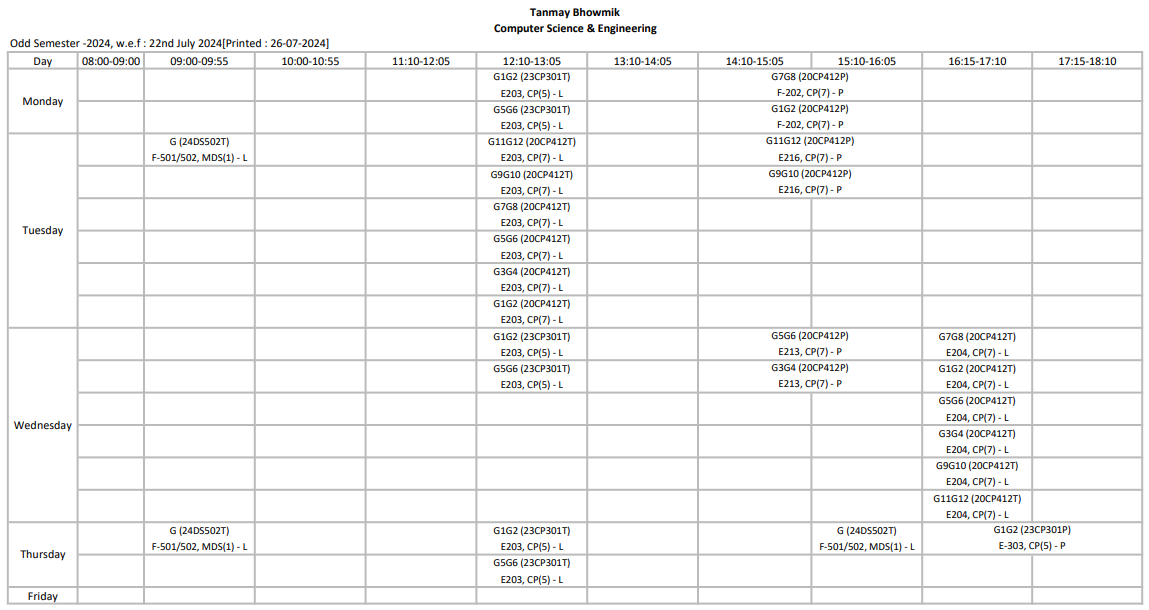 Tanmay Bhowmik
Computer Science & Engineering
Odd Semester -2024, w.e.f : 22nd July 2024[Printed : 26-07-2024]
Day 08:00-09:00 09:00-09:55 10:00-10:55 11:10-12:05 12:10-13:05 13:10-14:05 14:10-15:05 15:10-16:05 16:15-17:10 17:15-18:10
Monday
G1G2 (23CP301T) G7G8 (20CP412P)
E203, CP(5) - L F-202, CP(7) - P
G5G6 (23CP301T) G1G2 (20CP412P)
E203, CP(5) - L F-202, CP(7) - P
Tuesday
G (24DS502T) G11G12 (20CP412T) G11G12 (20CP412P)
F-501/502, MDS(1) - L E203, CP(7) - L E216, CP(7) - P
G9G10 (20CP412T) G9G10 (20CP412P)
E203, CP(7) - L E216, CP(7) - P
G7G8 (20CP412T)
E203, CP(7) - L
G5G6 (20CP412T)
E203, CP(7) - L
G3G4 (20CP412T)
E203, CP(7) - L
G1G2 (20CP412T)
E203, CP(7) - L
Wednesday
G1G2 (23CP301T) G5G6 (20CP412P) G7G8 (20CP412T)
E203, CP(5) - L E213, CP(7) - P E204, CP(7) - L
G5G6 (23CP301T) G3G4 (20CP412P) G1G2 (20CP412T)
E203, CP(5) - L E213, CP(7) - P E204, CP(7) - L
G5G6 (20CP412T)
E204, CP(7) - L
G3G4 (20CP412T)
E204, CP(7) - L
G9G10 (20CP412T)
E204, CP(7) - L
G11G12 (20CP412T)
E204, CP(7) - L
Thursday
G (24DS502T) G1G2 (23CP301T) G (24DS502T) G1G2 (23CP301P)
F-501/502, MDS(1) - L E203, CP(5) - L F-501/502, MDS(1) - L E-303, CP(5) - P
G5G6 (23CP301T)
E203, CP(5) - L
Friday